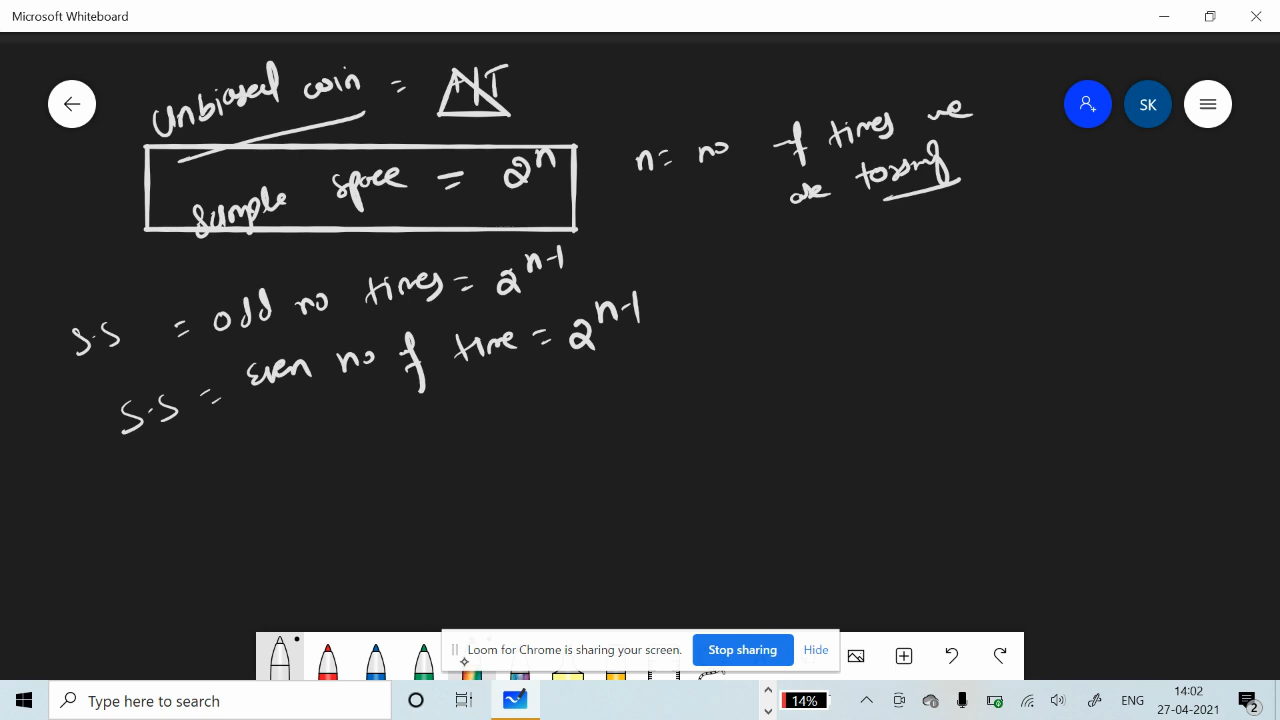 Microsoft Whiteboard
Unbiased coin = HT
SK
Sample space = 2^n
n = no of times we
are tossing
S.S = odd no times = 2^n-1
S.S = Even no of time = 2^n-1
Loom for Chrome is sharing your screen. Stop sharing Hide
Type here to search
14%
ENG
14:02
27-04-2021
2